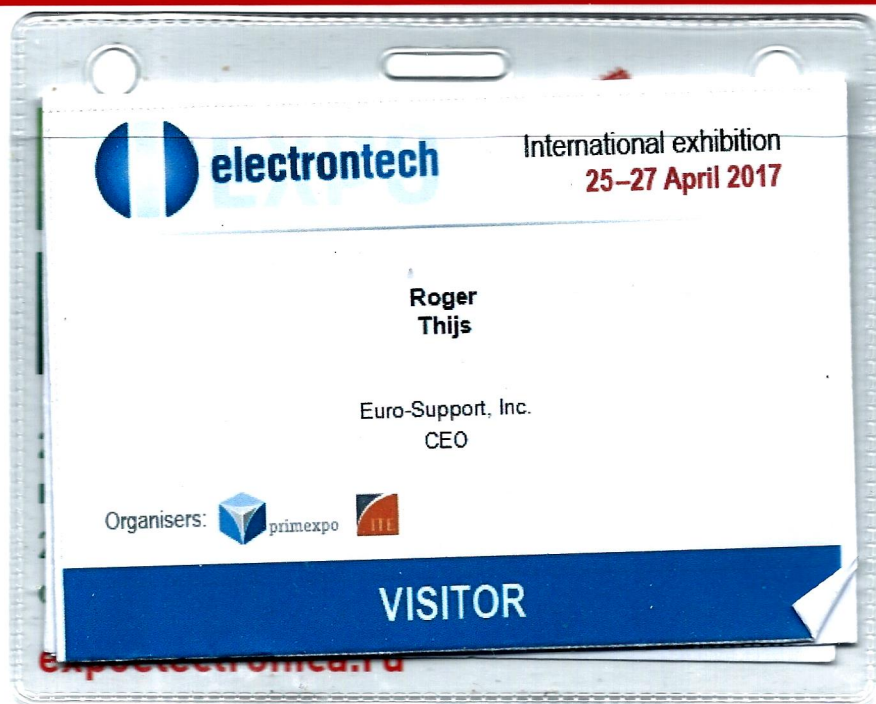 electrontech
EXPO
International exhibition
25–27 April 2017
Roger
Thijs
Euro-Support, Inc.
CEO
Organisers:
primexpo
ITE
VISITOR
expoelectronica.ru